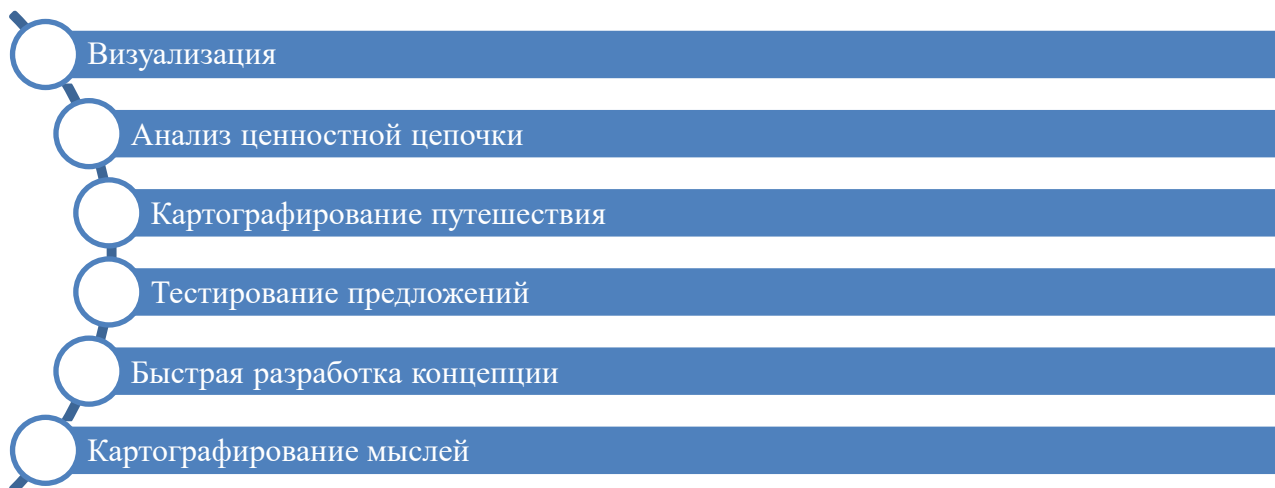 Визуализация
Анализ ценностной цепочки
Картографирование путешествия
Тестирование предложений
Быстрая разработка концепции
Картографирование мыслей